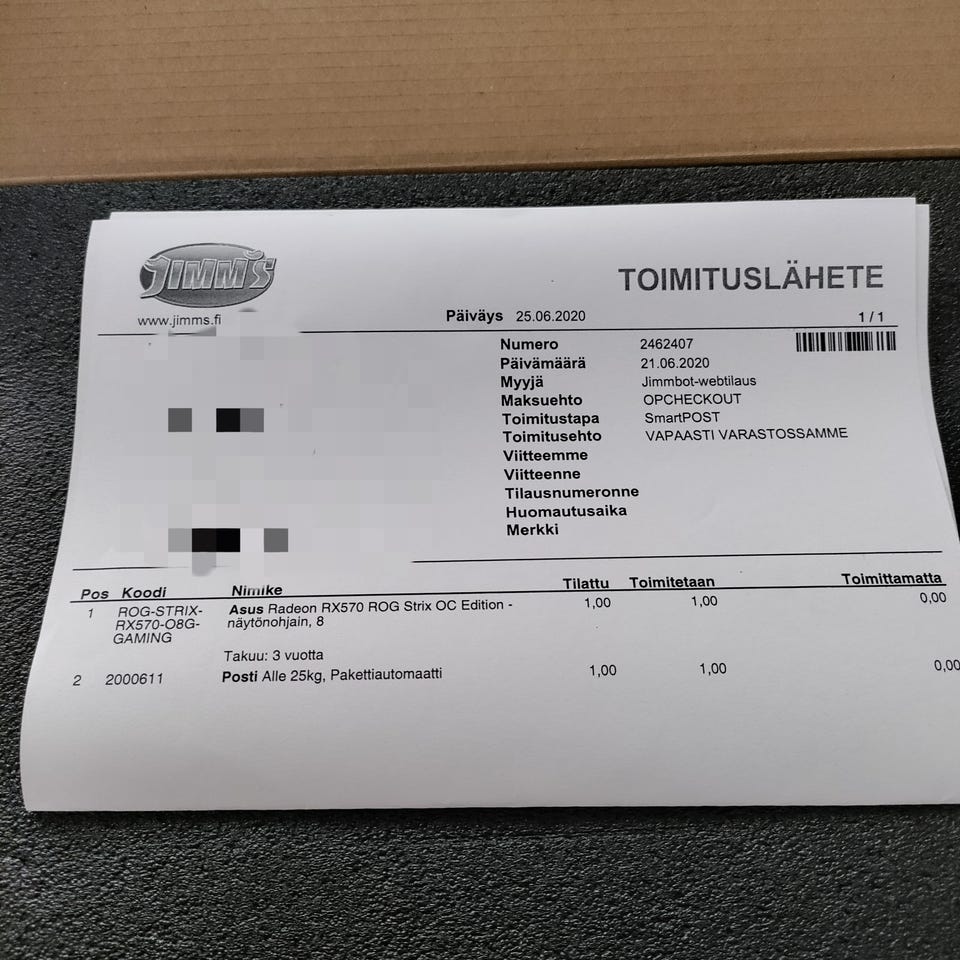 JIMM'S
TOIMITUSLÄHETE
www.jimms.fi
Päiväys 25.06.2020
1 / 1
Numero 2462407
Päivämäärä 21.06.2020
Myyjä Jimmbot-webtilaus
Maksuehto OPCHECKOUT
Toimitustapa SmartPOST
Toimitusehto VAPAASTI VARASTOSSAMME
Viitteemme
Viitteenne
Tilausnumeronne
Huomautusaika
Merkki
Pos Koodi Nimike Tilattu Toimitetaan Toimittamatta
1 ROG-STRIX- Asus Radeon RX570 ROG Strix OC Edition - 1,00 1,00 0,00
RX570-O8G- näytönohjain, 8
GAMING
Takuu: 3 vuotta
2 2000611 Posti Alle 25kg, Pakettiautomaatti 1,00 1,00 0,00